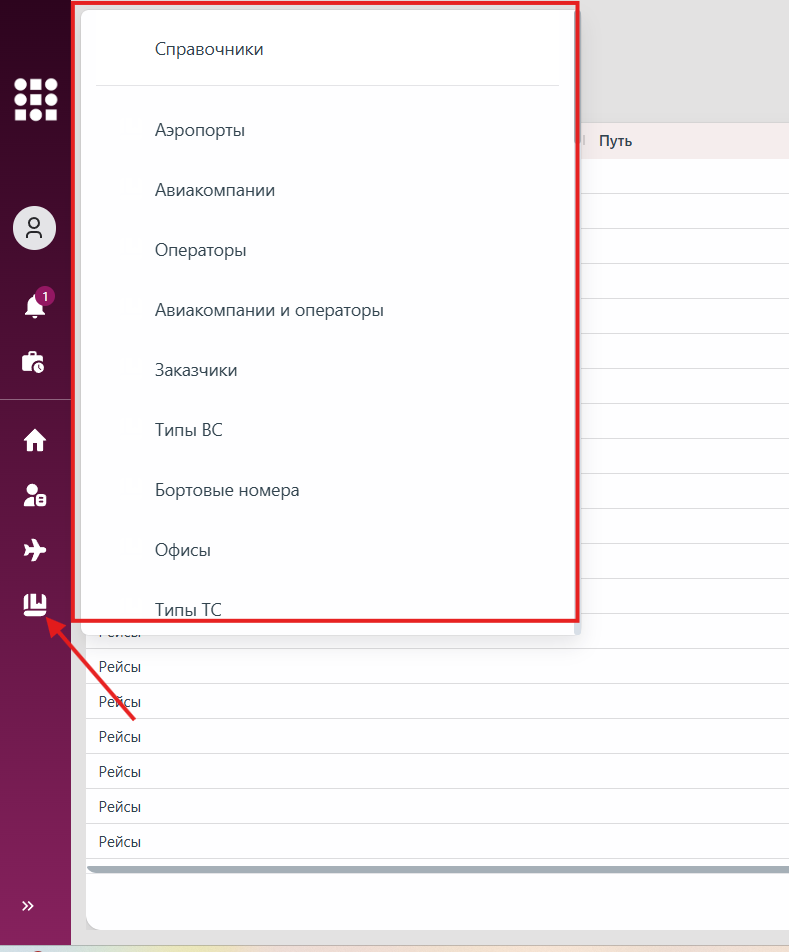 Справочники
Аэропорты
Авиакомпании
Операторы
Авиакомпании и операторы
Заказчики
Типы ВС
Бортовые номера
Офисы
Типы ТС
Путь
1
Рейсы
Рейсы
Рейсы
Рейсы
Рейсы
Рейсы
Рейсы